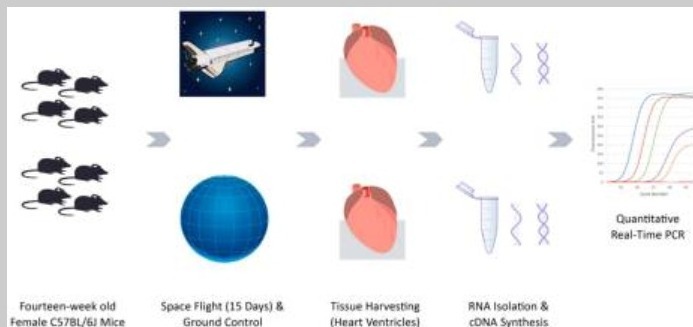 Quantitative
Real-Time PCR
Fourteen-week old
Female C57BL/6J Mice
Space Flight (15 Days) &
Ground Control
Tissue Harvesting
(Heart Ventricles)
RNA Isolation &
cDNA Synthesis